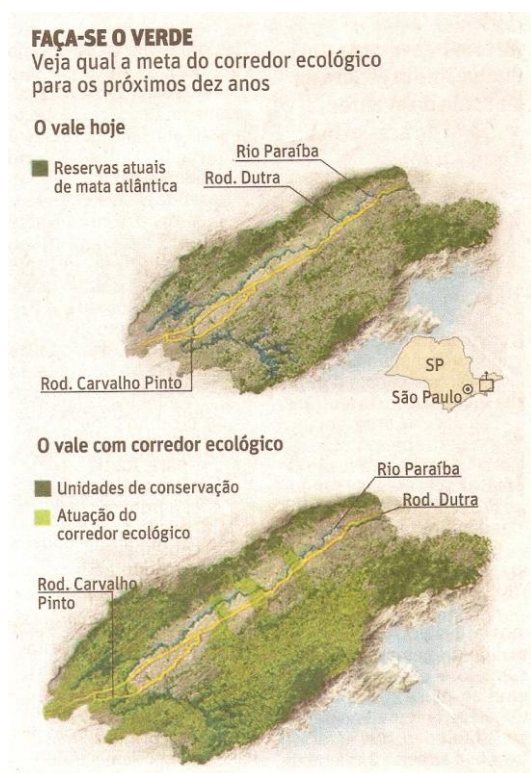 FAÇA-SE O VERDE
Veja qual a meta do corredor ecológico
para os próximos dez anos
O vale hoje
Reservas atuais
de mata atlântica
Rio Paraíba
Rod. Dutra
Rod. Carvalho Pinto
SP
São Paulo
O vale com corredor ecológico
Unidades de conservação
Atuação do
corredor ecológico
Rio Paraíba
Rod. Dutra
Rod. Carvalho
Pinto